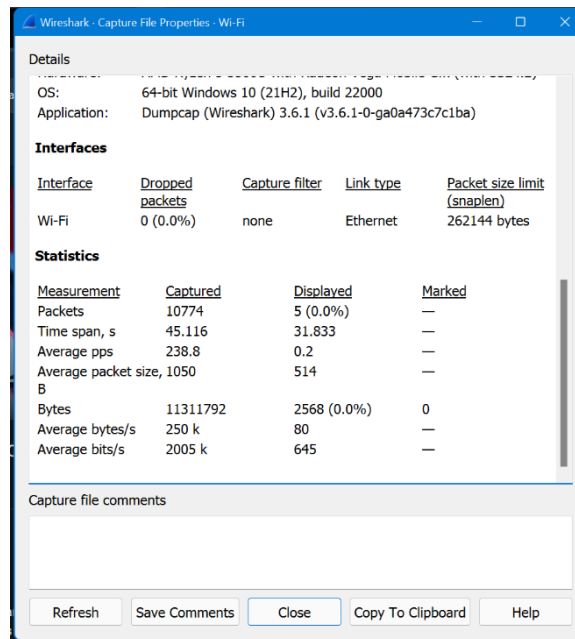 Wireshark · Capture File Properties · Wi-Fi
Details
OS: 64-bit Windows 10 (21H2), build 22000
Application: Dumpcap (Wireshark) 3.6.1 (v3.6.1-0-ga0a473c7c1ba)
Interfaces
Interface Dropped packets Capture filter Link type Packet size limit (snaplen)
Wi-Fi 0 (0.0%) none Ethernet 262144 bytes
Statistics
Measurement Captured Displayed Marked
Packets 10774 5 (0.0%) —
Time span, s 45.116 31.833 —
Average pps 238.8 0.2 —
Average packet size, B 1050 514 —
Bytes 11311792 2568 (0.0%) 0
Average bytes/s 250 k 80 —
Average bits/s 2005 k 645 —
Capture file comments
Refresh Save Comments Close Copy To Clipboard Help